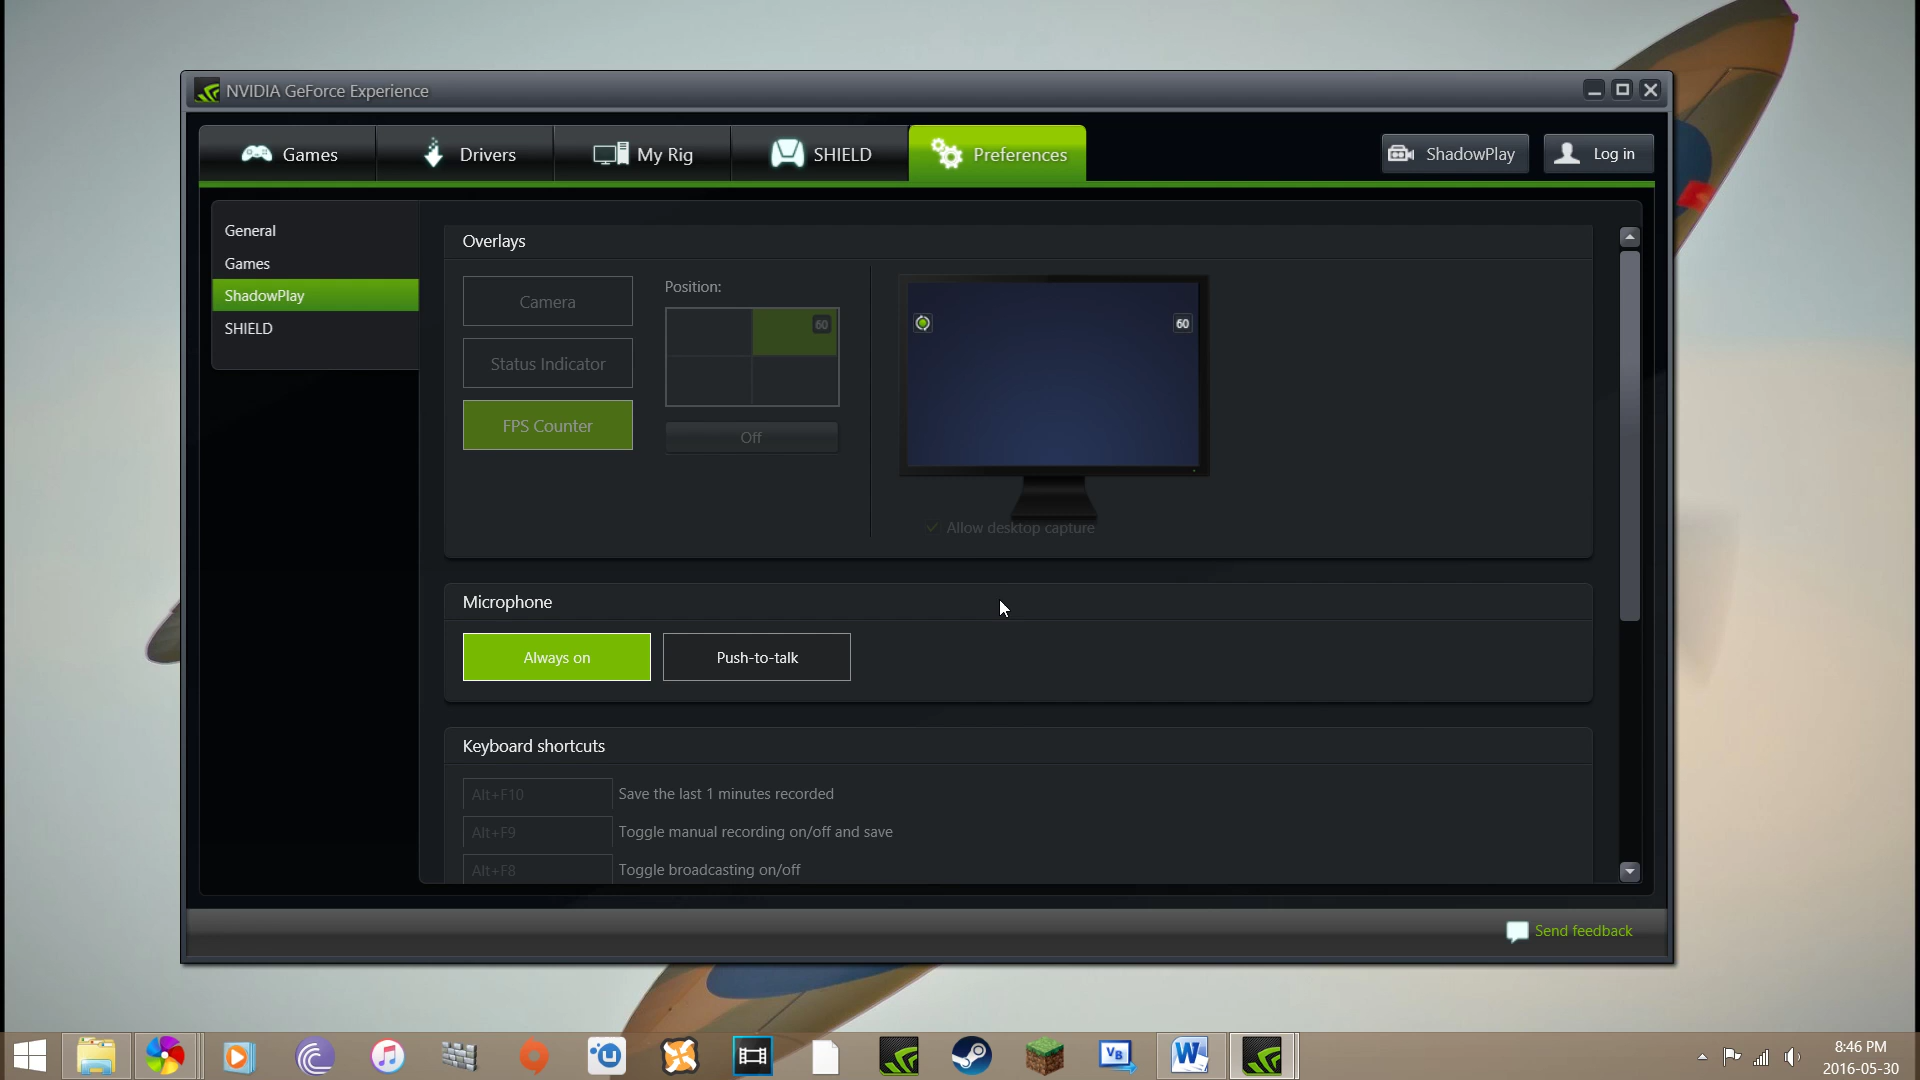 NVIDIA GeForce Experience
Games
Drivers
My Rig
SHIELD
Preferences
ShadowPlay
Log in
General
Games
ShadowPlay
SHIELD
Overlays
Camera
Status Indicator
FPS Counter
Position:
60
Off
60
Allow desktop capture
Microphone
Always on
Push-to-talk
Keyboard shortcuts
Alt+F10 Save the last 1 minutes recorded
Alt+F9 Toggle manual recording on/off and save
Alt+F8 Toggle broadcasting on/off
Send feedback
VB
W
8:46 PM
2016-05-30